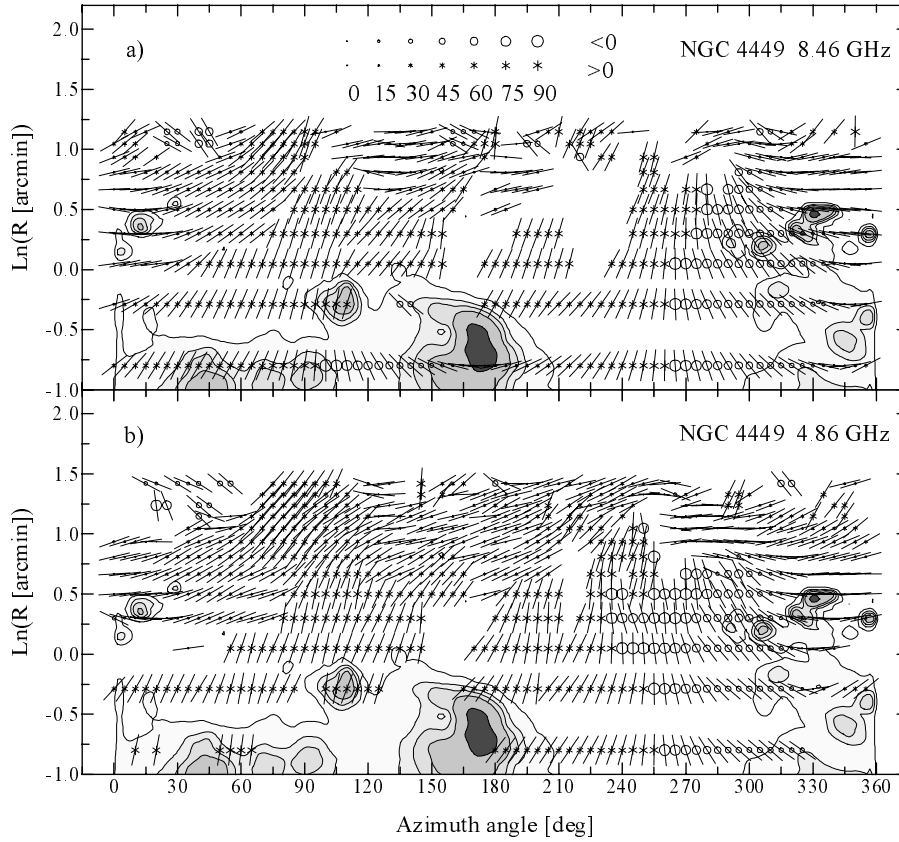 a)
<0
NGC 4449 8.46 GHz
>0
0 15 30 45 60 75 90
2.0
1.5
1.0
0.5
0.0
-0.5
-1.0
Ln(R [arcmin])
b)
NGC 4449 4.86 GHz
2.0
1.5
1.0
0.5
0.0
-0.5
-1.0
Ln(R [arcmin])
0 30 60 90 120 150 180 210 240 270 300 330 360
Azimuth angle [deg]